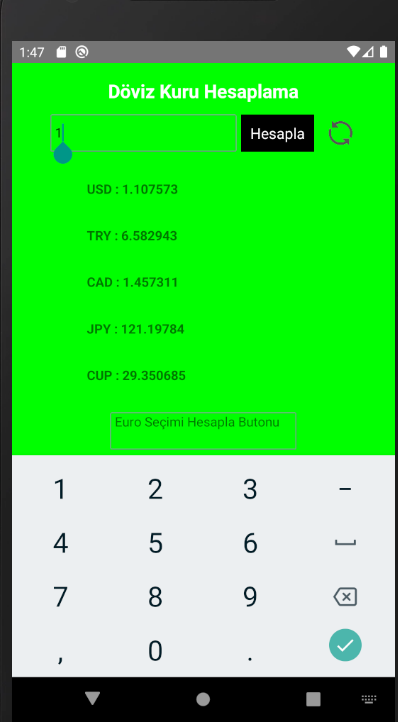 1:47
Döviz Kuru Hesaplama
1 Hesapla
USD : 1.107573
TRY : 6.582943
CAD : 1.457311
JPY : 121.19784
CUP : 29.350685
Euro Seçimi Hesapla Butonu
1 2 3 −
4 5 6
7 8 9
, 0 .